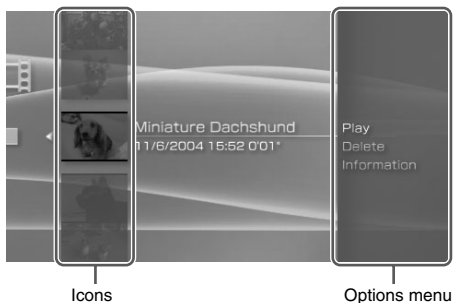 Miniature Dachshund
11/6/2004 15:52 0'01"
Play
Delete
Information
Icons
Options menu